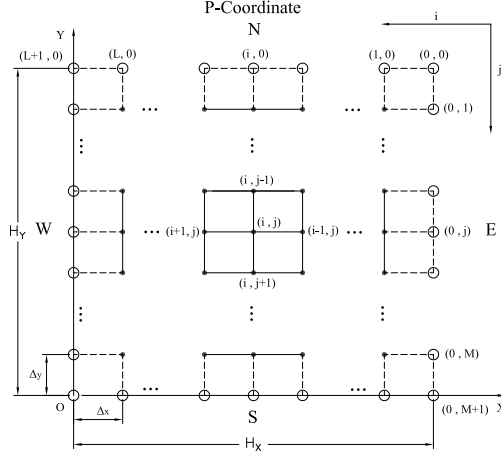 P-Coordinate
N
i
Y
(L+1 , 0)
(L, 0)
(i , 0)
(1, 0)
(0, 0)
j
(0 , 1)
(i , j-1)
W
H_Y
(i+1, j)
(i , j)
(i-1, j)
(0, j)
E
(i , j+1)
(0, M)
Δy
O
Δx
S
X
(0, M+1)
H_X